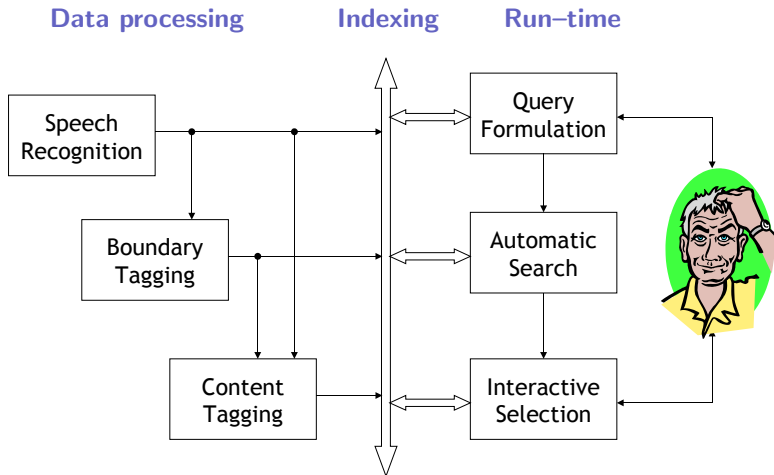 Data processing
Indexing
Run–time
Speech
Recognition
Boundary
Tagging
Content
Tagging
Query
Formulation
Automatic
Search
Interactive
Selection